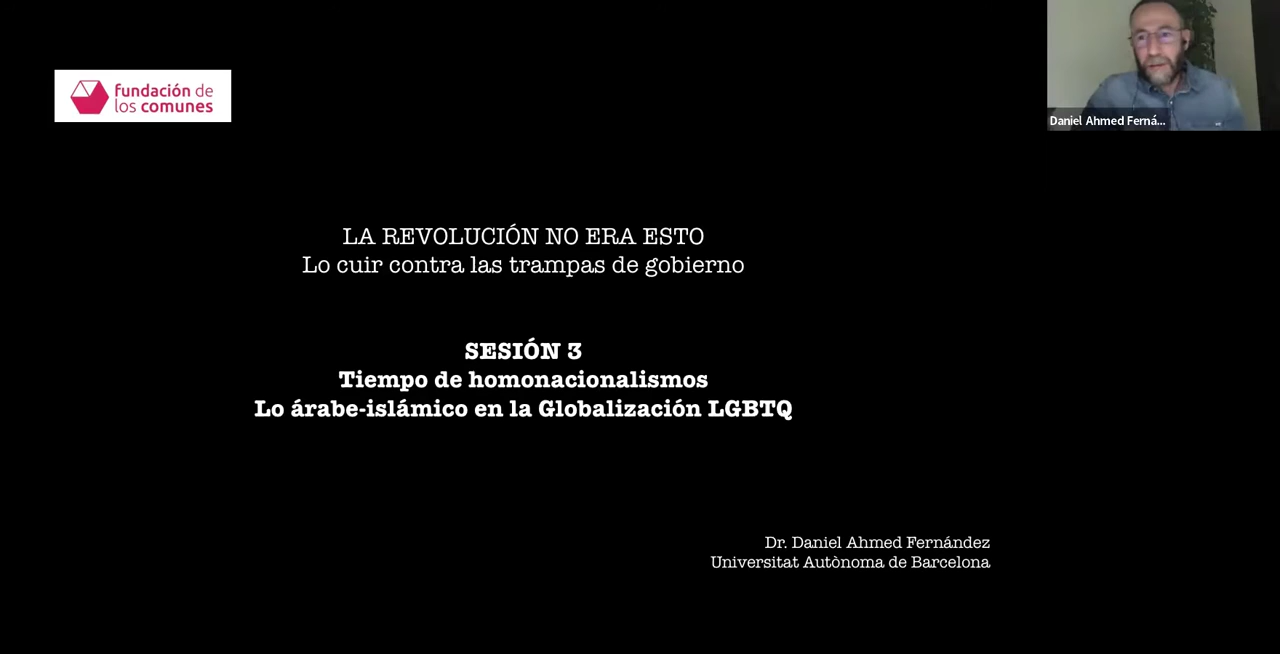 fundación de
los comunes
Daniel Ahmed Ferná...
LA REVOLUCIÓN NO ERA ESTO
Lo cuir contra las trampas de gobierno
SESIÓN 3
Tiempo de homonacionalismos
Lo árabe-islámico en la Globalización LGBTQ
Dr. Daniel Ahmed Fernández
Universitat Autònoma de Barcelona